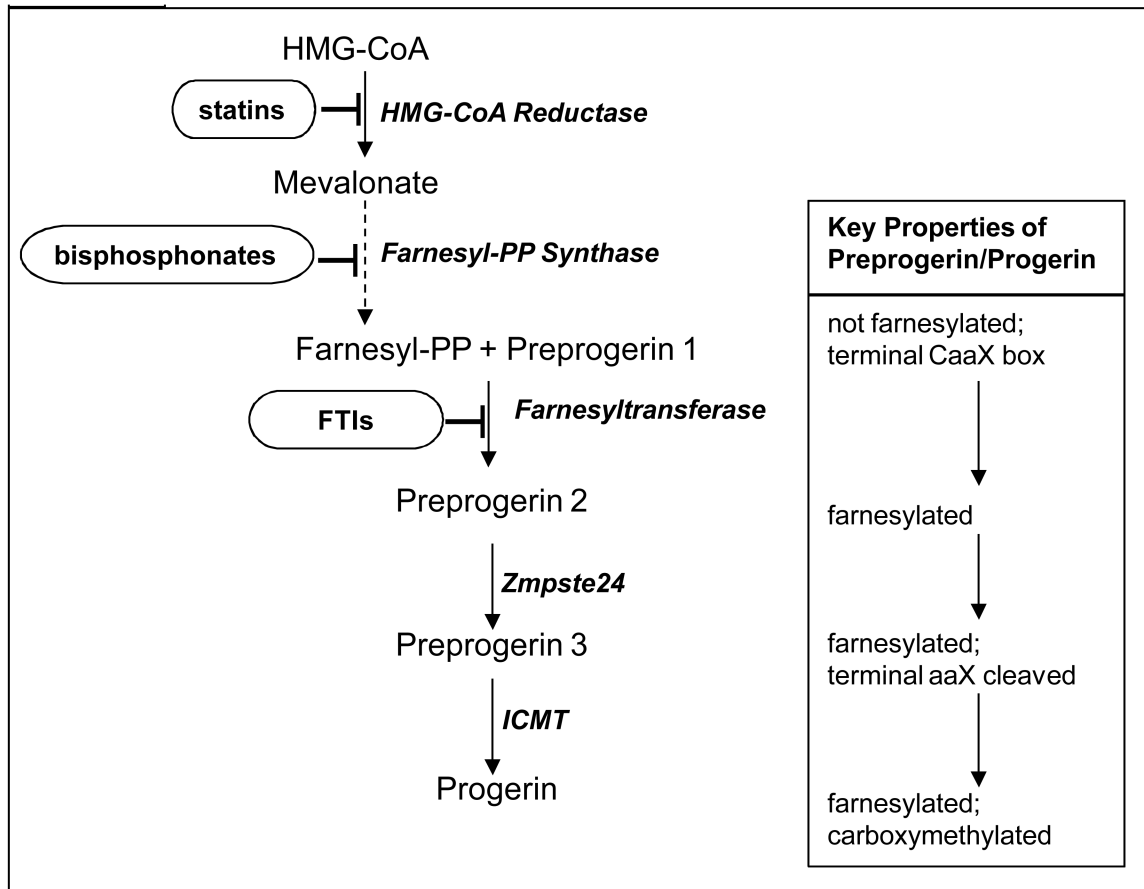 HMG-CoA
statins
HMG-CoA Reductase
Mevalonate
bisphosphonates
Farnesyl-PP Synthase
Farnesyl-PP + Preprogerin 1
FTIs
Farnesyltransferase
Preprogerin 2
Zmpste24
Preprogerin 3
ICMT
Progerin
Key Properties of
Preprogerin/Progerin
not farnesylated;
terminal CaaX box
farnesylated
farnesylated;
terminal aaX cleaved
farnesylated;
carboxymethylated